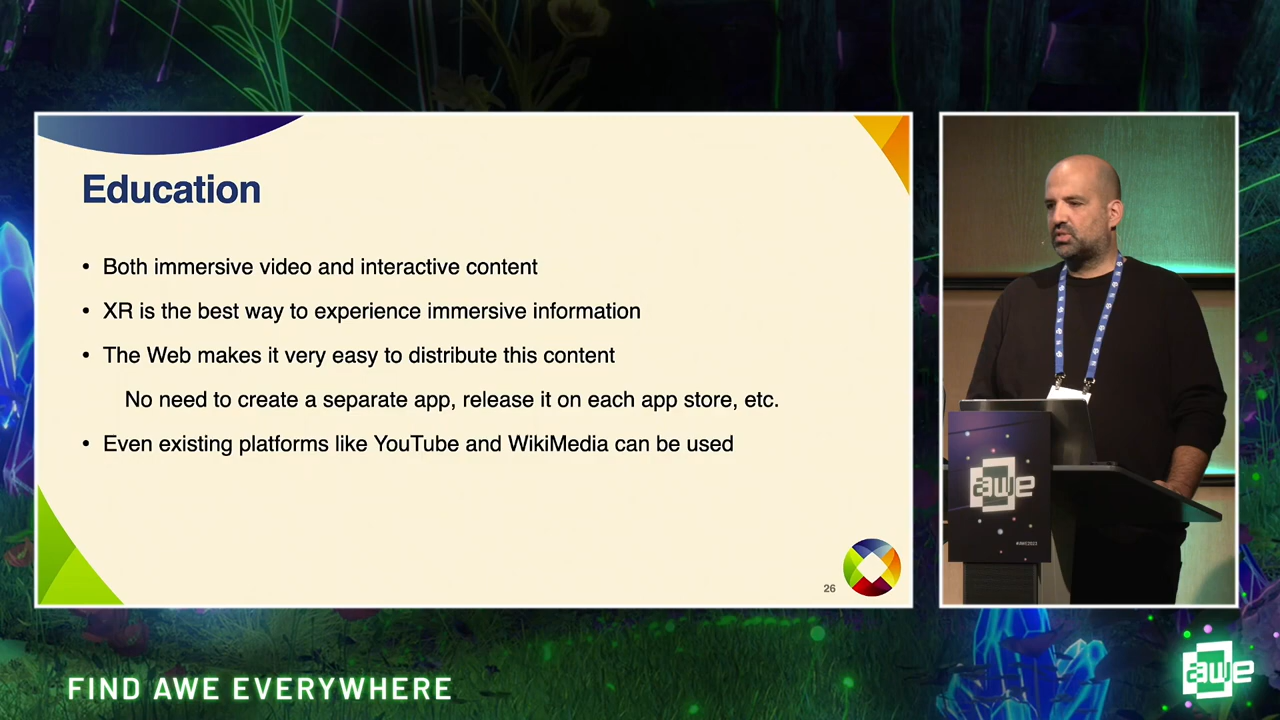 Education
• Both immersive video and interactive content
• XR is the best way to experience immersive information
• The Web makes it very easy to distribute this content
No need to create a separate app, release it on each app store, etc.
• Even existing platforms like YouTube and WikiMedia can be used
26
awe
#AWE2023
FIND AWE EVERYWHERE
awe